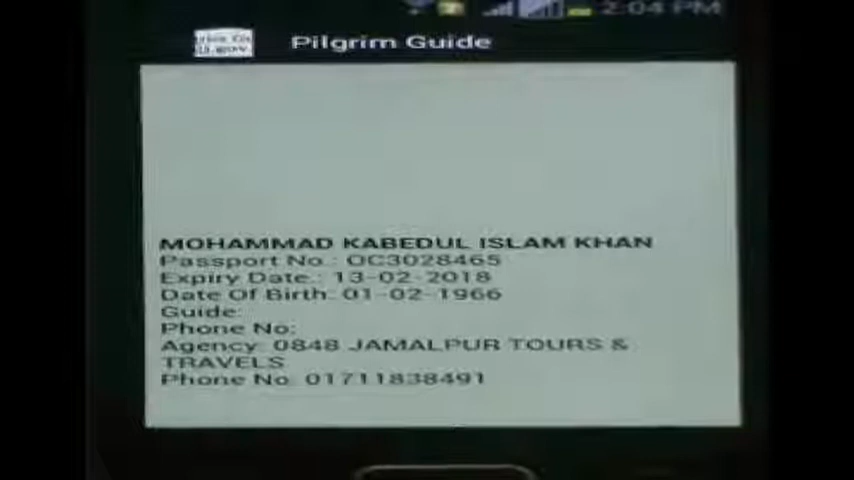 2:04 PM
Pilgrim Guide
MOHAMMAD KABEDUL ISLAM KHAN
Passport No.: OC3028465
Expiry Date.: 13-02-2018
Date Of Birth: 01-02-1966
Guide:
Phone No:
Agency: 0848 JAMALPUR TOURS &
TRAVELS
Phone No: 01711838491